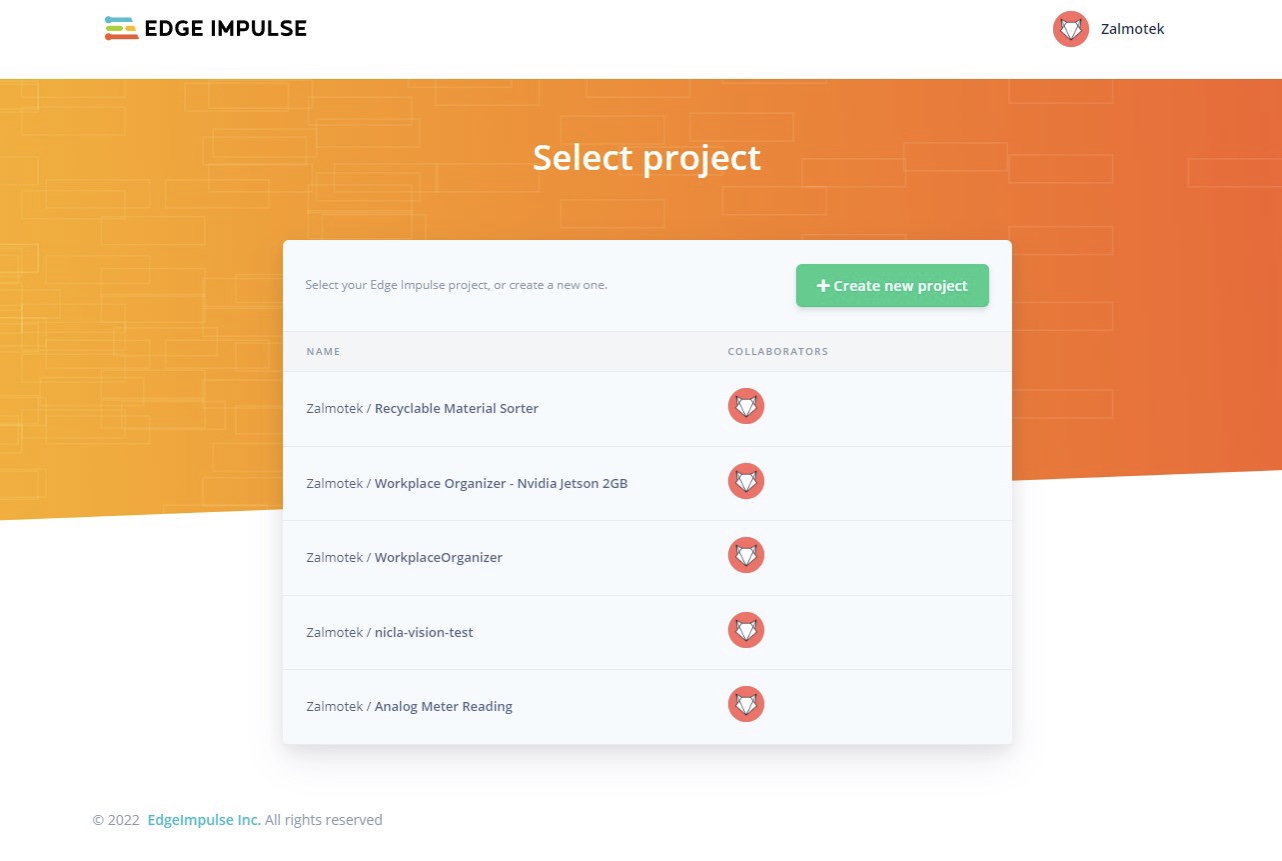 EDGE IMPULSE
Zalmotek
Select project
Select your Edge Impulse project, or create a new one.
+ Create new project
NAME
COLLABORATORS
Zalmotek / Recyclable Material Sorter
Zalmotek / Workplace Organizer - Nvidia Jetson 2GB
Zalmotek / WorkplaceOrganizer
Zalmotek / nicla-vision-test
Zalmotek / Analog Meter Reading
© 2022 EdgeImpulse Inc. All rights reserved